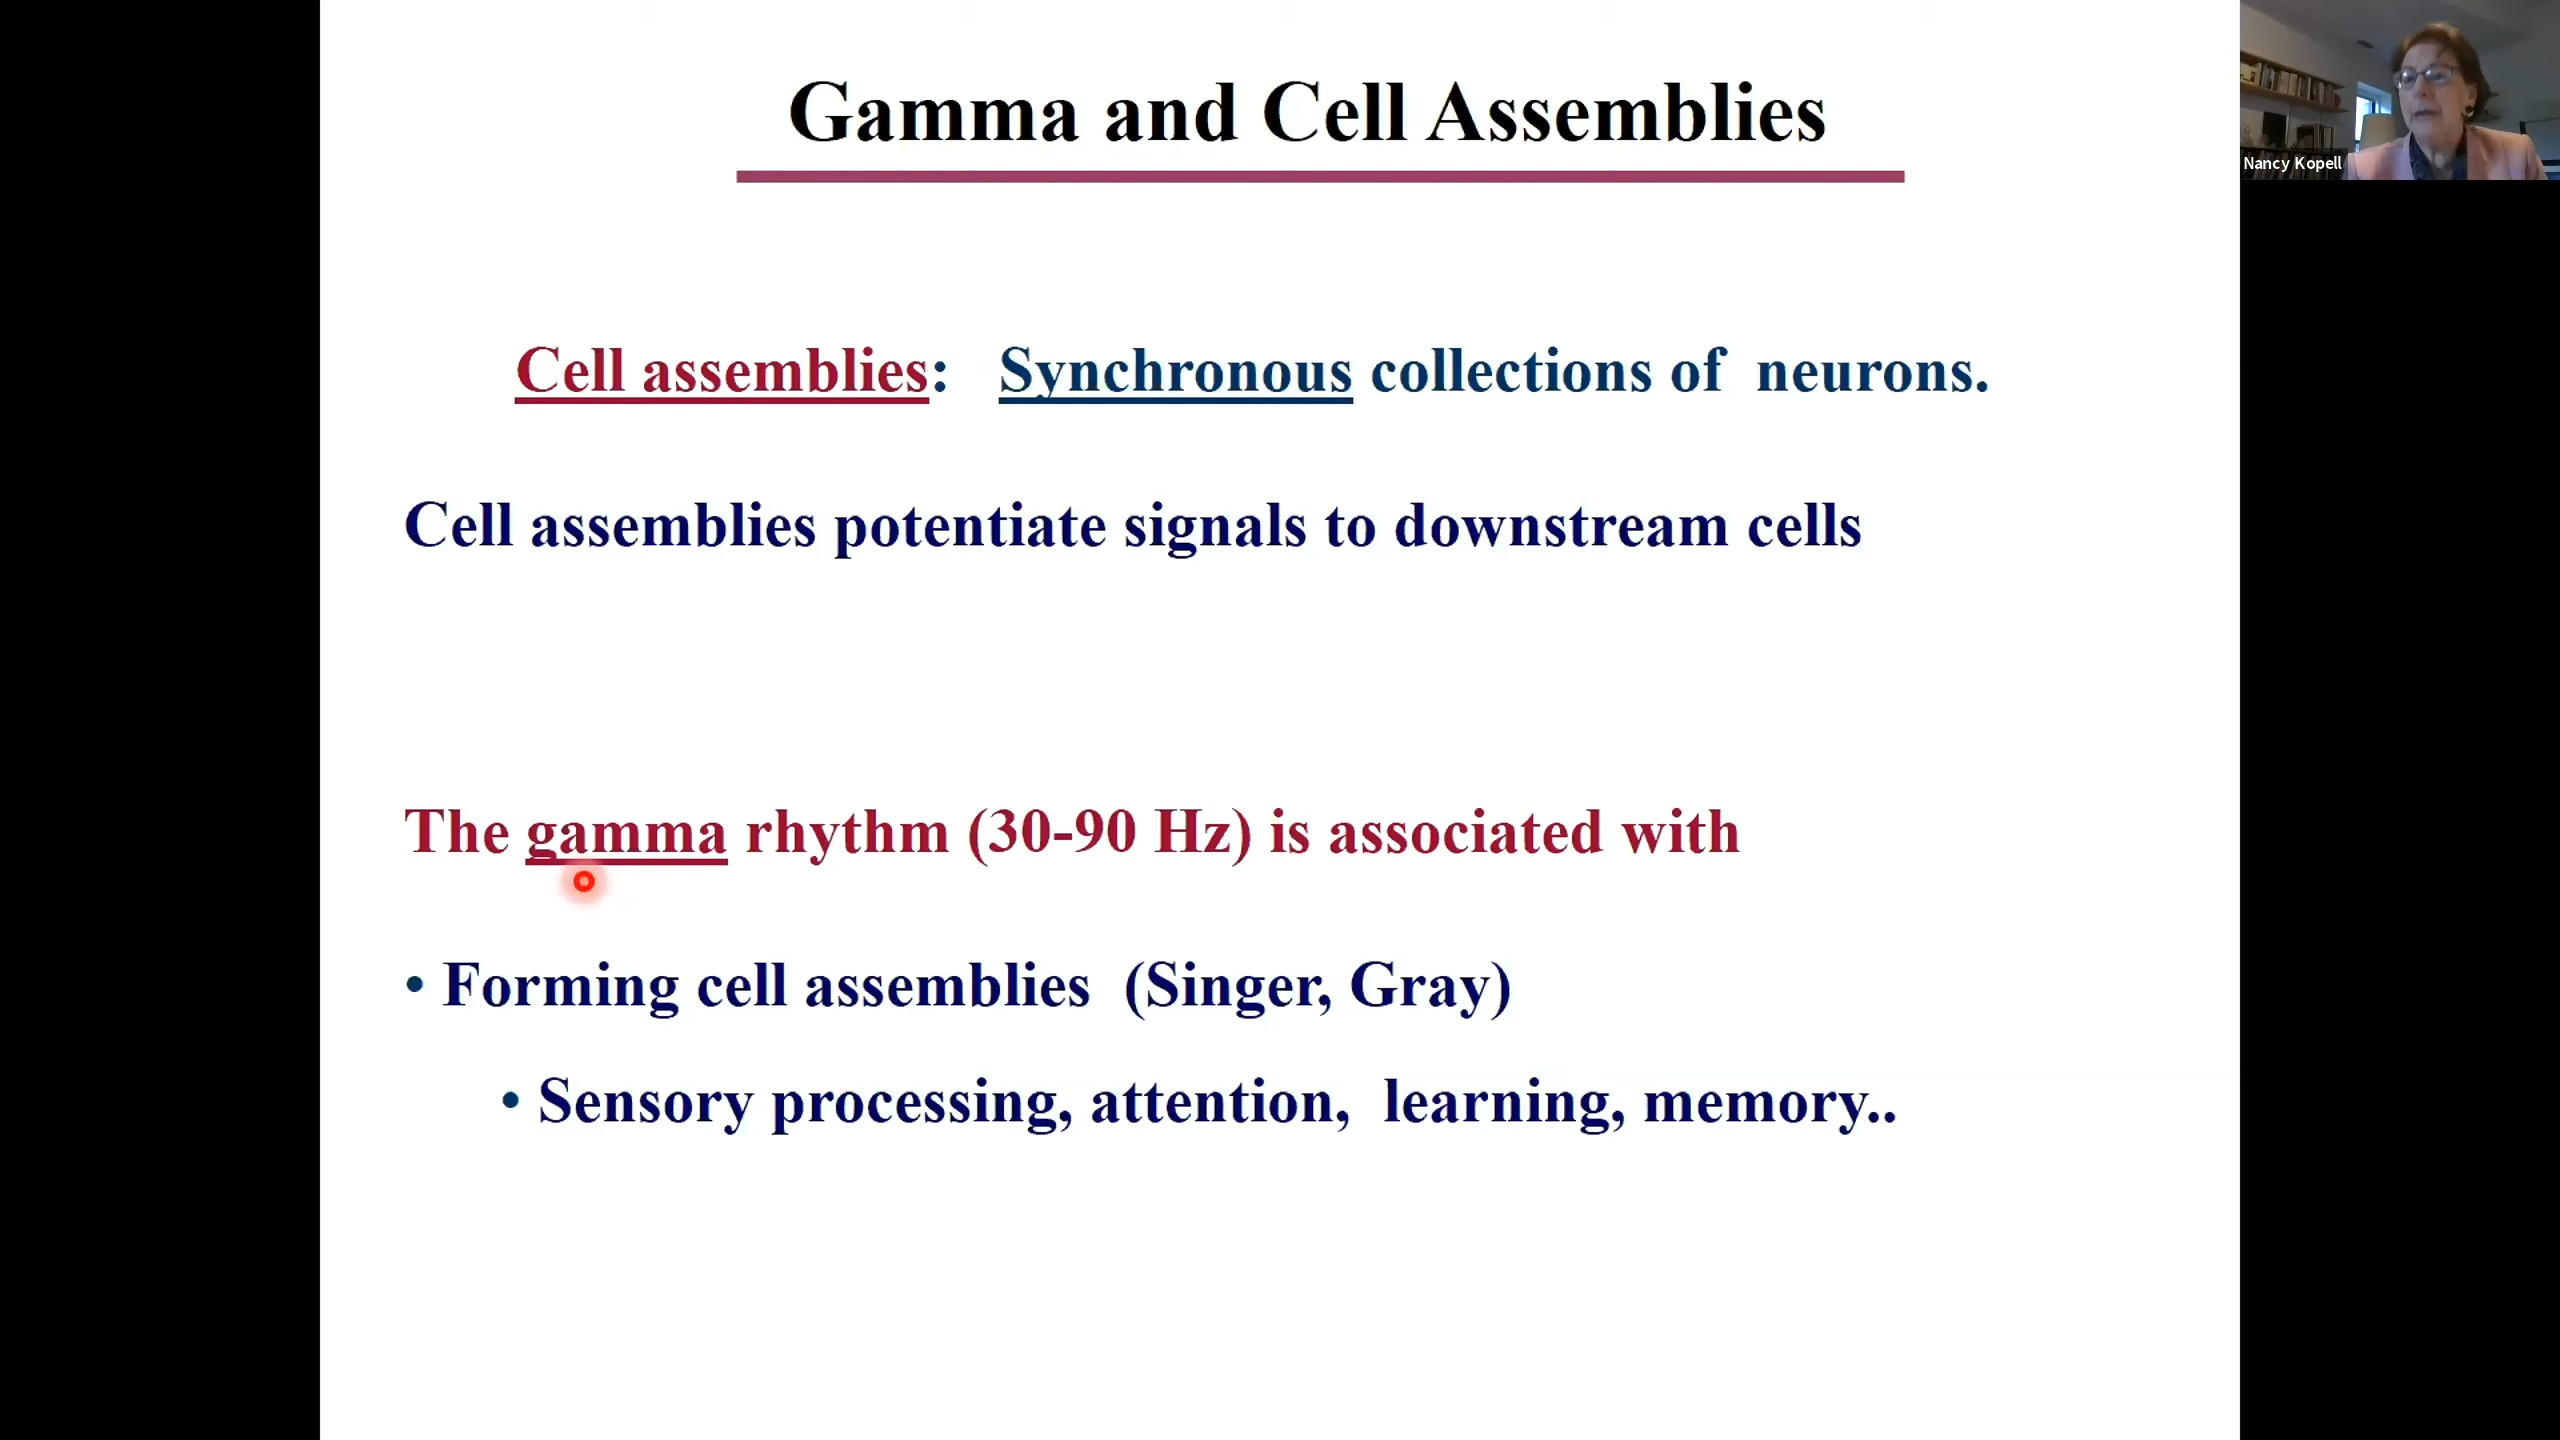 Gamma and Cell Assemblies
Nancy Kopell
Cell assemblies: Synchronous collections of neurons.
Cell assemblies potentiate signals to downstream cells
The gamma rhythm (30-90 Hz) is associated with
• Forming cell assemblies (Singer, Gray)
• Sensory processing, attention, learning, memory..